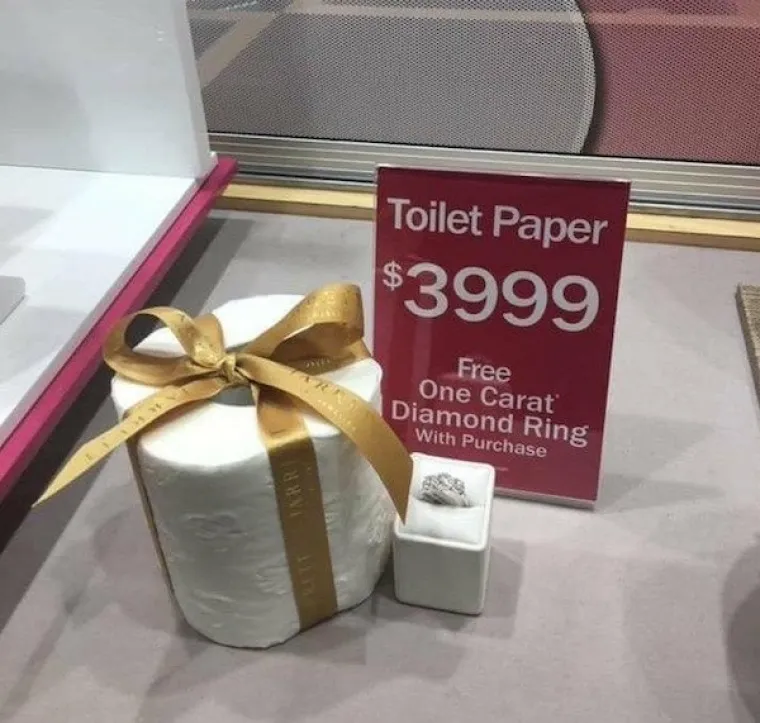 Toilet Paper
$3999
Free
One Carat*
Diamond Ring
With Purchase